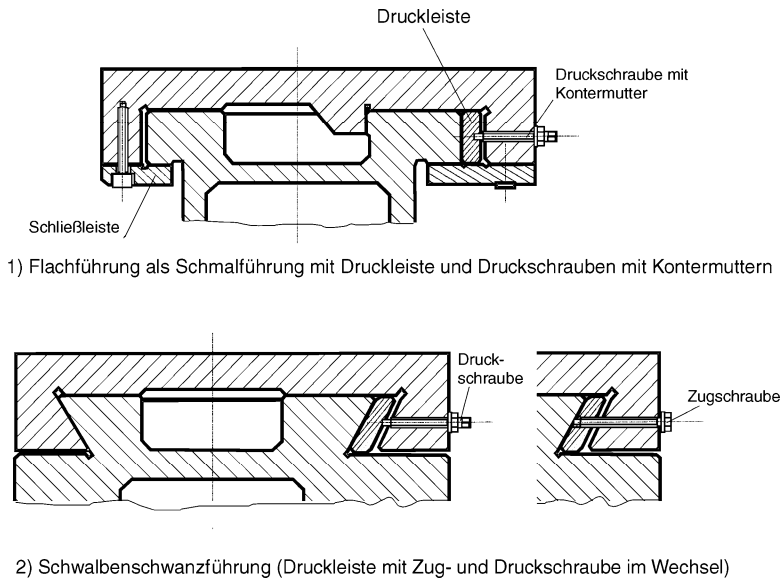 Druckleiste
Druckschraube mit
Kontermutter
Schließleiste
1) Flachführung als Schmalführung mit Druckleiste und Druckschrauben mit Kontermuttern
Druck-
schraube
Zugschraube
2) Schwalbenschwanzführung (Druckleiste mit Zug- und Druckschraube im Wechsel)